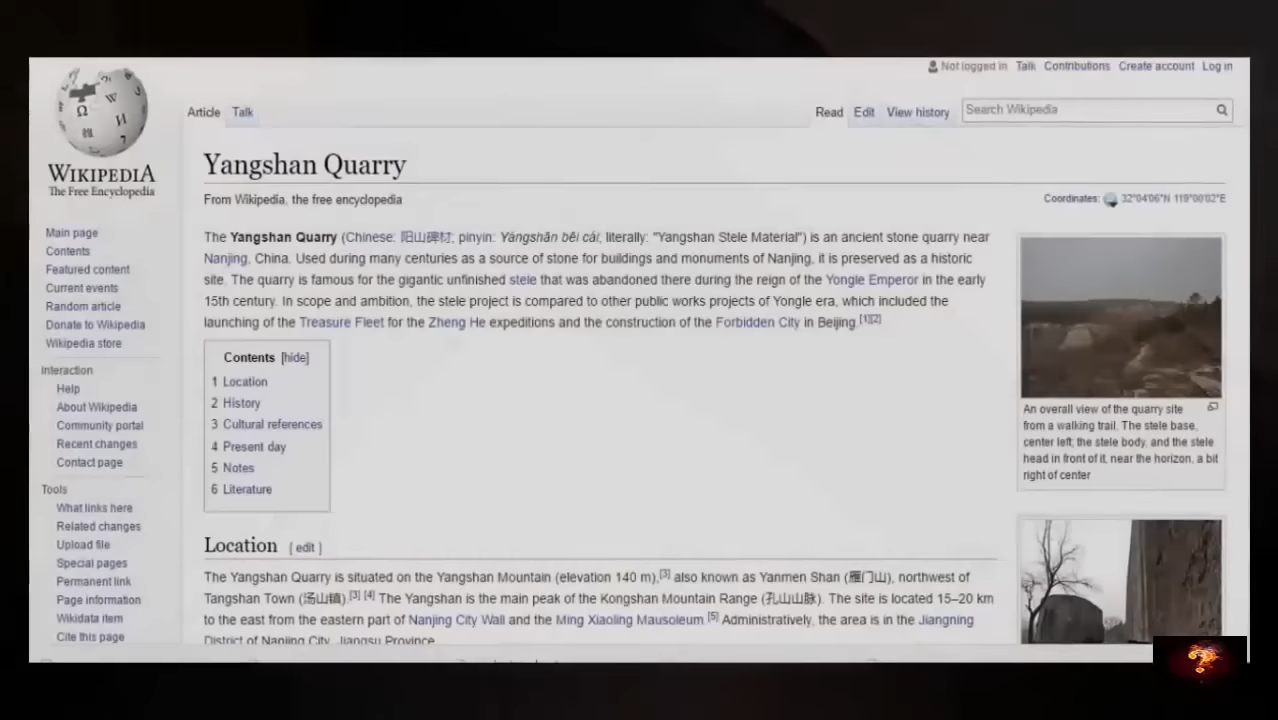 Not logged in Talk Contributions Create account Log in
Article Talk
Read Edit View history Search Wikipedia
WIKIPEDIA
The Free Encyclopedia
Yangshan Quarry
From Wikipedia, the free encyclopedia
Coordinates: 32°04′06″N 119°00′02″E
The Yangshan Quarry (Chinese: 阳山碑材; pinyin: Yángshān bēi cái, literally: "Yangshan Stele Material") is an ancient stone quarry near
Nanjing, China. Used during many centuries as a source of stone for buildings and monuments of Nanjing, it is preserved as a historic
site. The quarry is famous for the gigantic unfinished stele that was abandoned there during the reign of the Yongle Emperor in the early
15th century. In scope and ambition, the stele project is compared to other public works projects of Yongle era, which included the
launching of the Treasure Fleet for the Zheng He expeditions and the construction of the Forbidden City in Beijing.[1][2]
Main page
Contents
Featured content
Current events
Random article
Donate to Wikipedia
Wikipedia store
Interaction
Help
About Wikipedia
Community portal
Recent changes
Contact page
Tools
What links here
Related changes
Upload file
Special pages
Permanent link
Page information
Wikidata item
Cite this page
Contents [hide]
1 Location
2 History
3 Cultural references
4 Present day
5 Notes
6 Literature
An overall view of the quarry site
from a walking trail. The stele base,
center left; the stele body, and the stele
head in front of it, near the horizon, a bit
right of center
Location [ edit ]
The Yangshan Quarry is situated on the Yangshan Mountain (elevation 140 m),[3] also known as Yanmen Shan (雁门山), northwest of
Tangshan Town (汤山镇).[3] [4] The Yangshan is the main peak of the Kongshan Mountain Range (孔山山脉). The site is located 15–20 km
to the east from the eastern part of Nanjing City Wall and the Ming Xiaoling Mausoleum.[5] Administratively, the area is in the Jiangning
District of Nanjing City, Jiangsu Province.